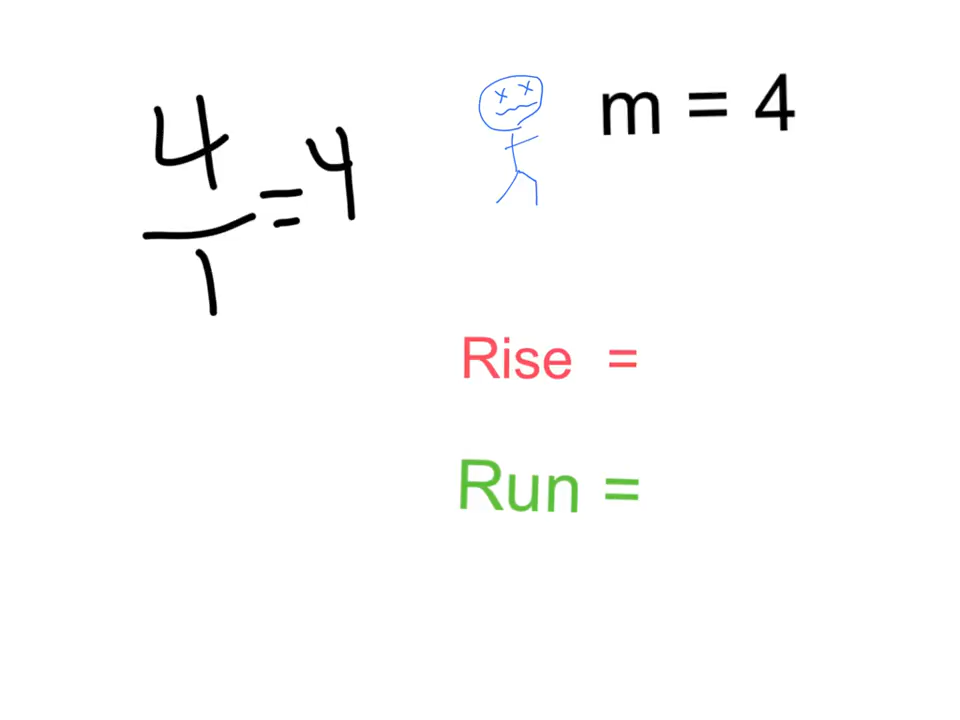 4/1 = 4
m = 4
Rise =
Run =